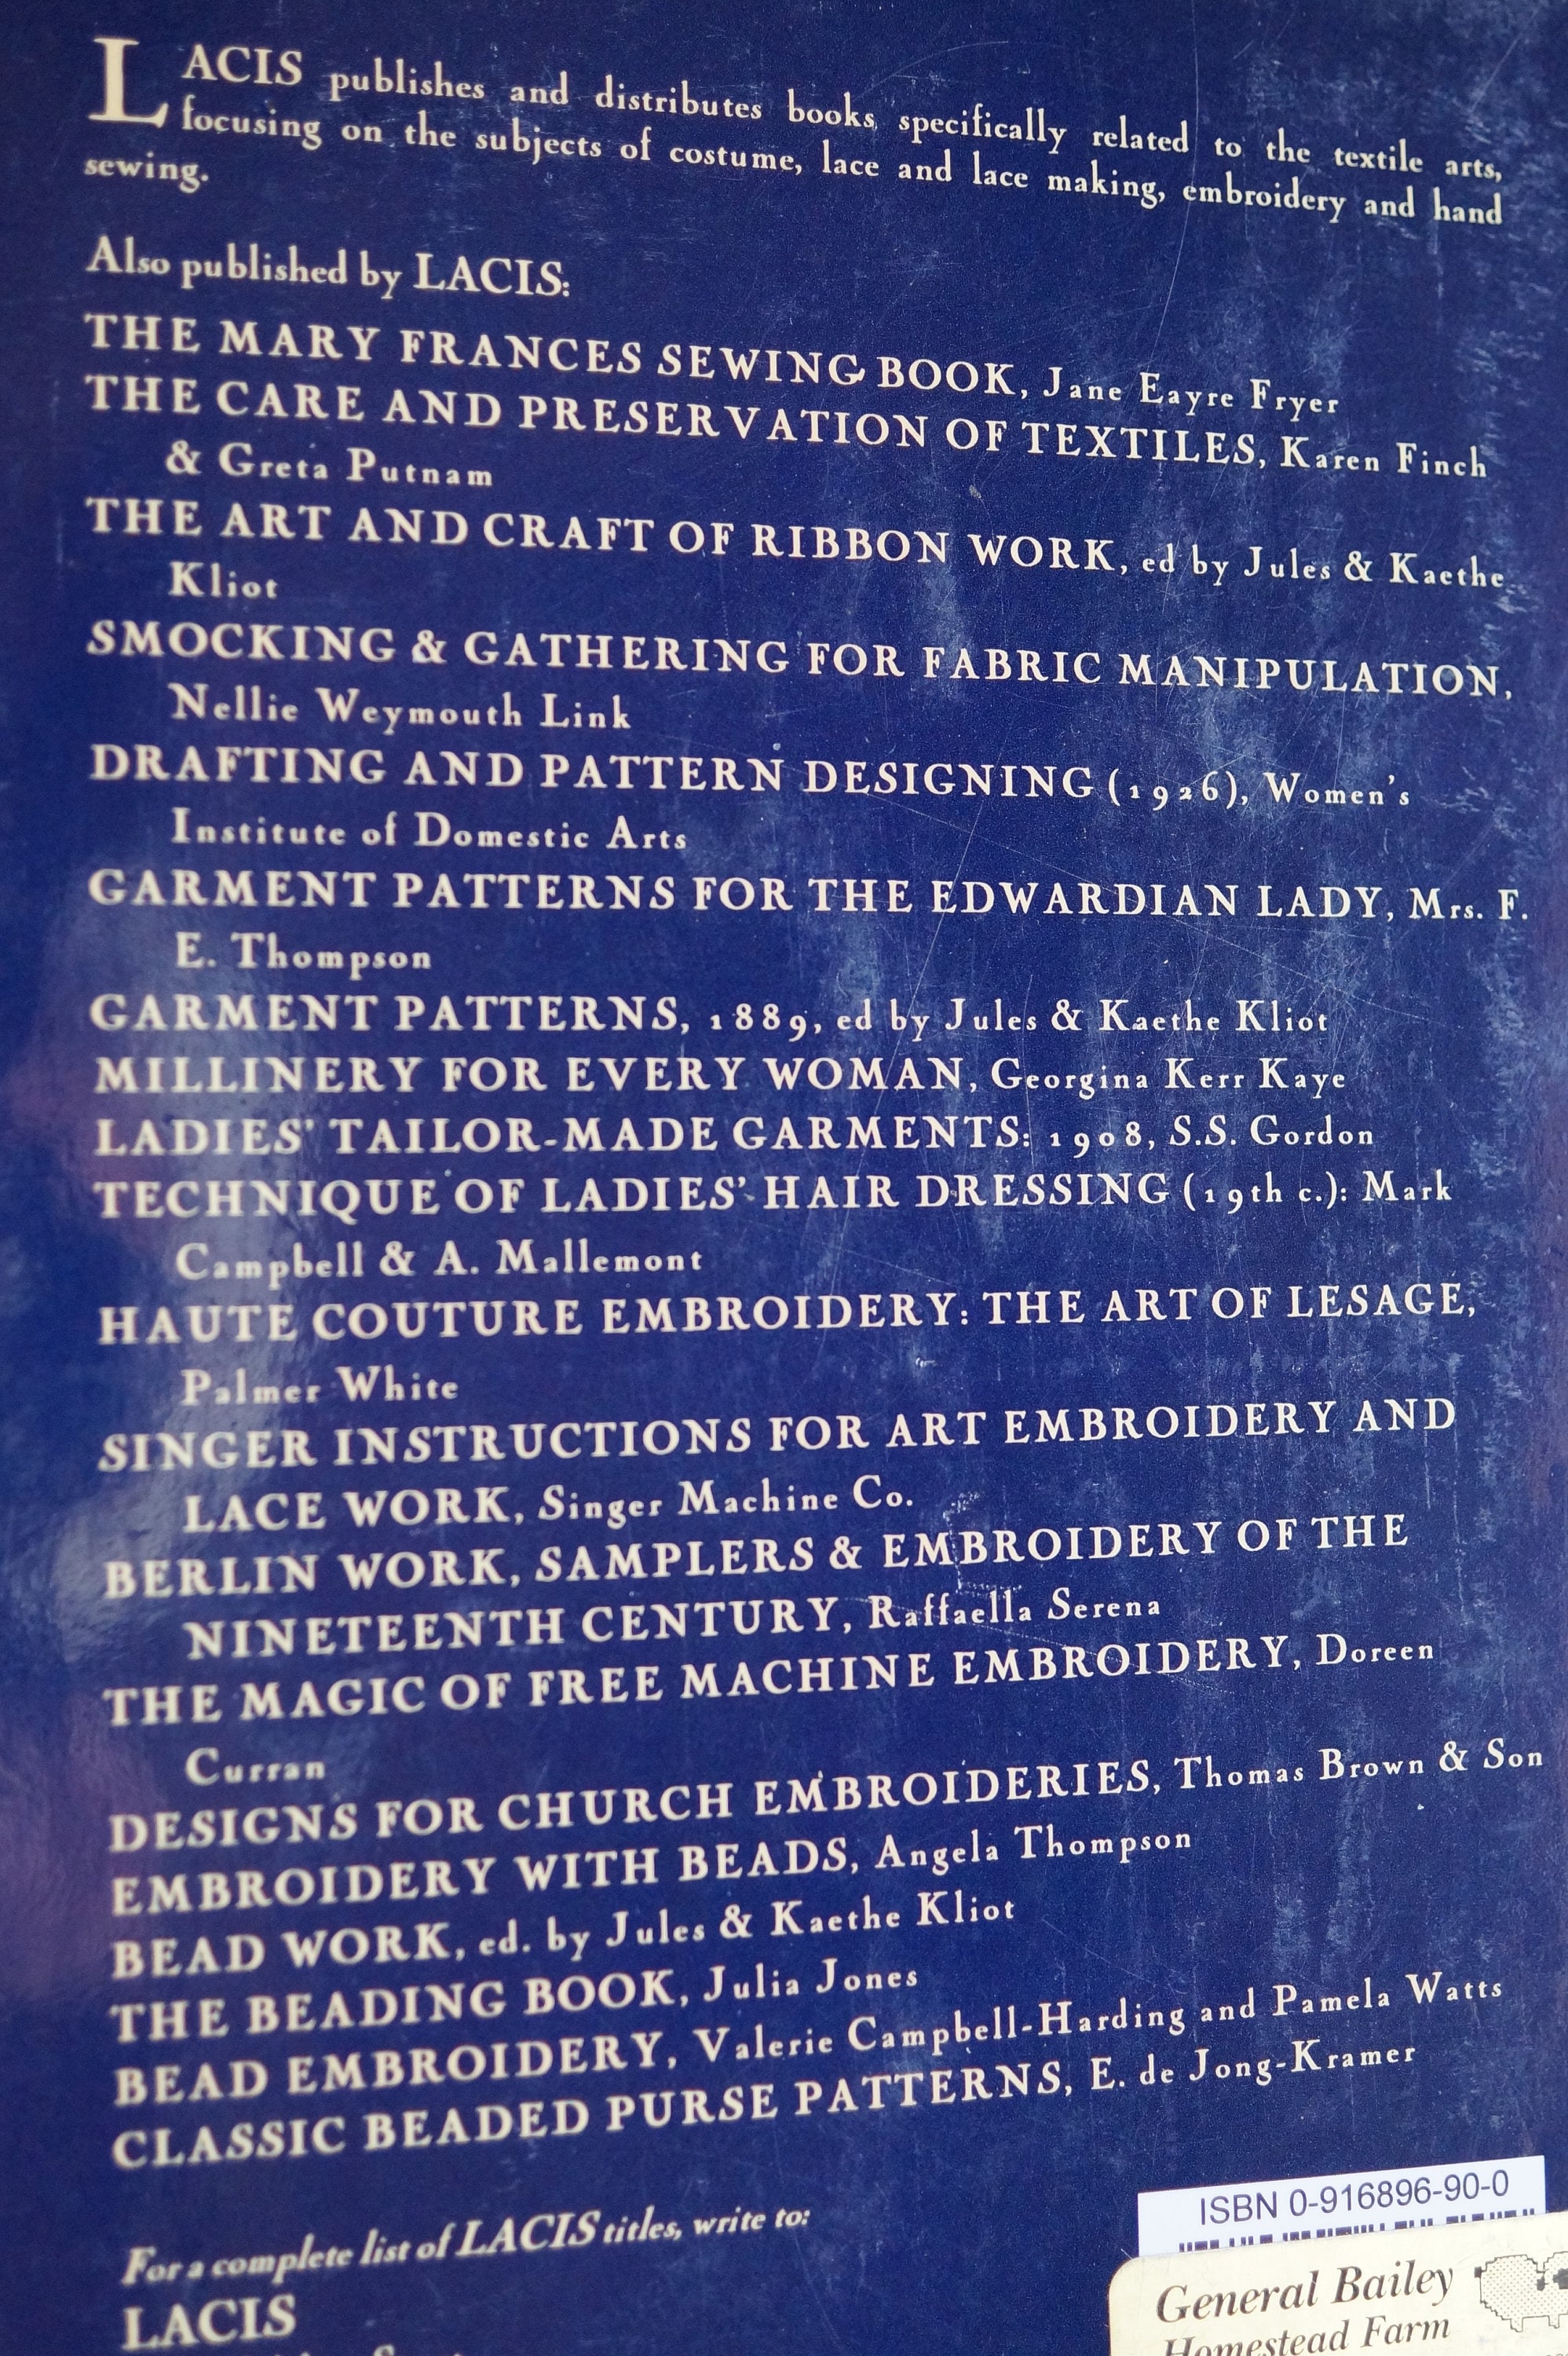 LACIS publishes and distributes books specifically related to the textile arts,
focusing on the subjects of costume, lace and lace making, embroidery and hand
sewing.
Also published by LACIS:
THE MARY FRANCES SEWING BOOK, Jane Eayre Fryer
THE CARE AND PRESERVATION OF TEXTILES, Karen Finch
& Greta Putnam
THE ART AND CRAFT OF RIBBON WORK, ed by Jules & Kaethe
Kliot
SMOCKING & GATHERING FOR FABRIC MANIPULATION,
Nellie Weymouth Link
DRAFTING AND PATTERN DESIGNING (1926), Women's
Institute of Domestic Arts
GARMENT PATTERNS FOR THE EDWARDIAN LADY, Mrs. F.
E. Thompson
GARMENT PATTERNS, 1889, ed by Jules & Kaethe Kliot
MILLINERY FOR EVERY WOMAN, Georgina Kerr Kaye
LADIES' TAILOR-MADE GARMENTS: 1908, S.S. Gordon
TECHNIQUE OF LADIES' HAIR DRESSING (19th c.): Mark
Campbell & A. Mallemont
HAUTE COUTURE EMBROIDERY: THE ART OF LESAGE,
Palmer White
SINGER INSTRUCTIONS FOR ART EMBROIDERY AND
LACE WORK, Singer Machine Co.
BERLIN WORK, SAMPLERS & EMBROIDERY OF THE
NINETEENTH CENTURY, Raffaella Serena
THE MAGIC OF FREE MACHINE EMBROIDERY, Doreen
Curran
DESIGNS FOR CHURCH EMBROIDERIES, Thomas Brown & Son
EMBROIDERY WITH BEADS, Angela Thompson
BEAD WORK, ed. by Jules & Kaethe Kliot
THE BEADING BOOK, Julia Jones
BEAD EMBROIDERY, Valerie Campbell-Harding and Pamela Watts
CLASSIC BEADED PURSE PATTERNS, E. de Jong-Kramer
For a complete list of LACIS titles, write to:
LACIS
ISBN 0-916896-90-0
General Bailey
Homestead Farm